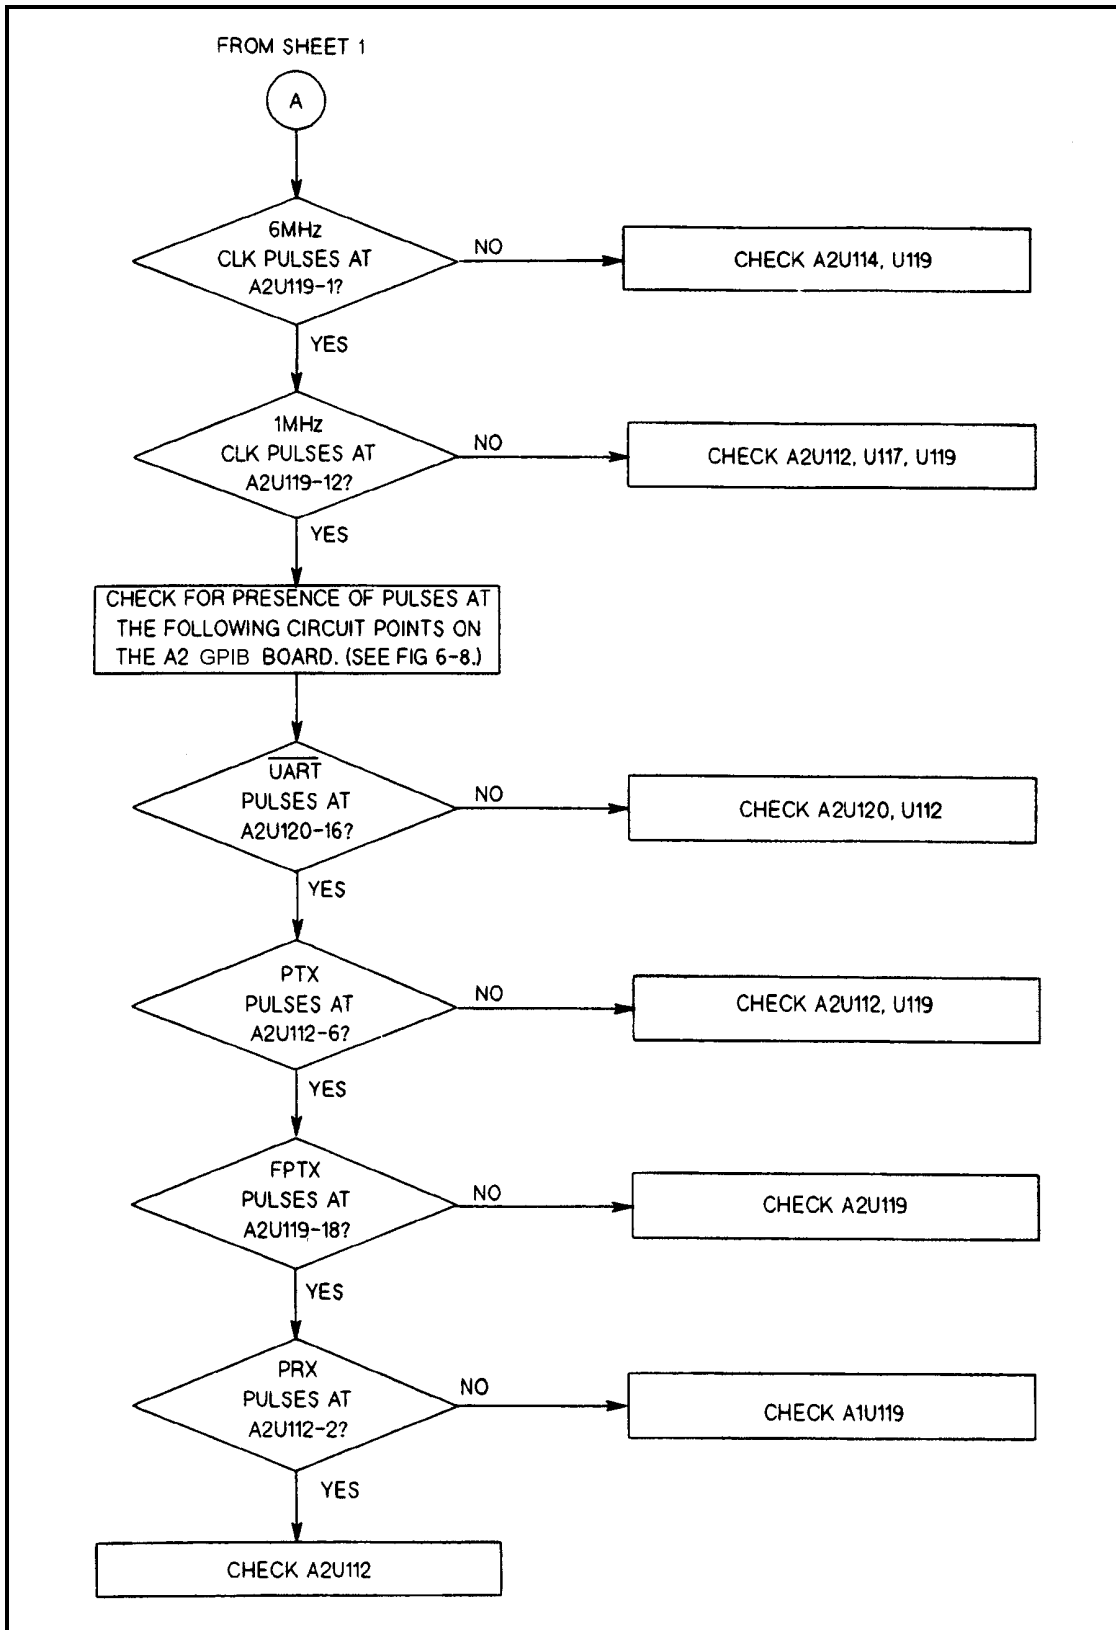 FROM SHEET 1
A
6MHz
CLK PULSES AT
A2U119-1?
NO
CHECK A2U114, U119
YES
1MHz
CLK PULSES AT
A2U119-12?
NO
CHECK A2U112, U117, U119
YES
CHECK FOR PRESENCE OF PULSES AT
THE FOLLOWING CIRCUIT POINTS ON
THE A2 GPIB BOARD. (SEE FIG 6-8.)
UART
PULSES AT
A2U120-16?
NO
CHECK A2U120, U112
YES
PTX
PULSES AT
A2U112-6?
NO
CHECK A2U112, U119
YES
FPTX
PULSES AT
A2U119-18?
NO
CHECK A2U119
YES
PRX
PULSES AT
A2U112-2?
NO
CHECK A1U119
YES
CHECK A2U112